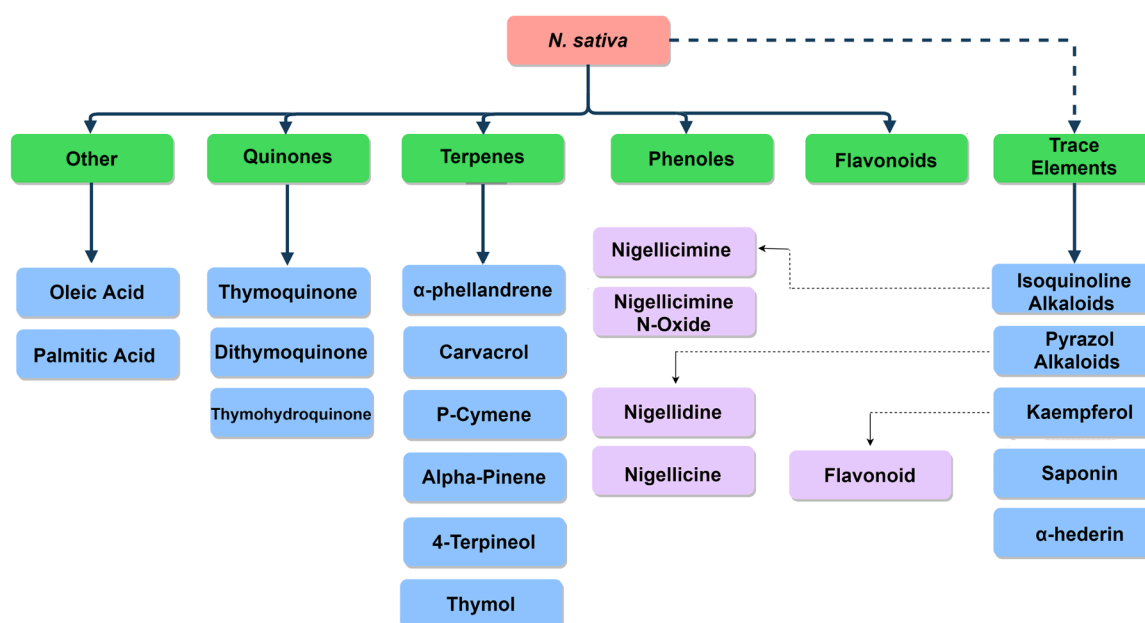 N. sativa
Other
Quinones
Terpenes
Phenoles
Flavonoids
Trace
Elements
Oleic Acid
Palmitic Acid
Thymoquinone
Dithymoquinone
Thymohydroquinone
α-phellandrene
Carvacrol
P-Cymene
Alpha-Pinene
4-Terpineol
Thymol
Nigellicimine
Nigellicimine
N-Oxide
Nigellidine
Nigellicine
Flavonoid
Isoquinoline
Alkaloids
Pyrazol
Alkaloids
Kaempferol
Saponin
α-hederin